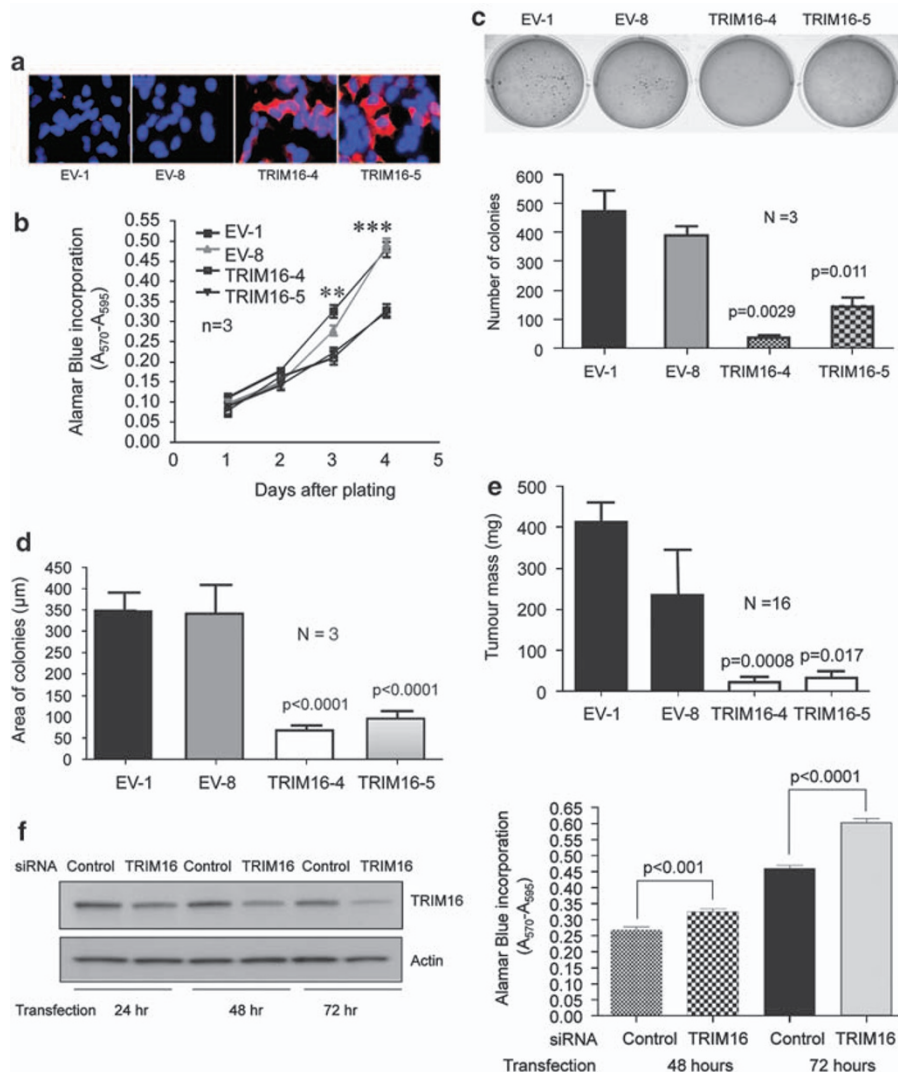 a
EV-1 EV-8 TRIM16-4 TRIM16-5
b
Alamar Blue incorporation
(A570-A595)
0.55
0.50
0.45
0.40
0.35
0.30
0.25
0.20
0.15
0.10
0.05
0.00
EV-1
EV-8
TRIM16-4
TRIM16-5
n=3
**
***
0 1 2 3 4 5
Days after plating
c
EV-1 EV-8 TRIM16-4 TRIM16-5
Number of colonies
600
500
400
300
200
100
0
N =3
p=0.0029
p=0.011
EV-1 EV-8 TRIM16-4 TRIM16-5
d
Area of colonies (µm)
450
400
350
300
250
200
150
100
50
0
N = 3
p<0.0001 p<0.0001
EV-1 EV-8 TRIM16-4 TRIM16-5
e
Tumour mass (mg)
500
400
300
200
100
0
N =16
p=0.0008 p=0.017
EV-1 EV-8 TRIM16-4 TRIM16-5
f
siRNA Control TRIM16 Control TRIM16 Control TRIM16
TRIM16
Actin
Transfection 24 hr 48 hr 72 hr
Alamar Blue incorporation
(A570-A595)
0.65
0.60
0.55
0.50
0.45
0.40
0.35
0.30
0.25
0.20
0.15
0.10
0.05
0.00
p<0.001
p<0.0001
siRNA Control TRIM16 Control TRIM16
Transfection 48 hours 72 hours